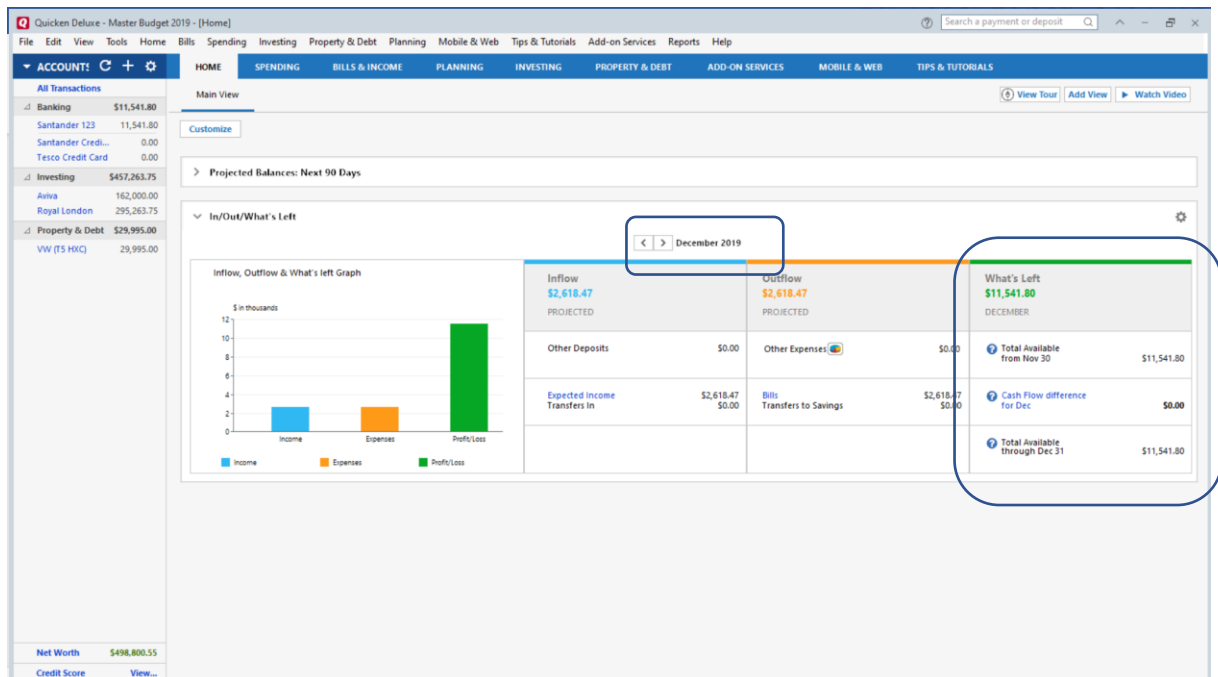 Quicken Deluxe - Master Budget 2019 - [Home]
Search a payment or deposit
File Edit View Tools Home Bills Spending Investing Property & Debt Planning Mobile & Web Tips & Tutorials Add-on Services Reports Help
ACCOUNTS
HOME SPENDING BILLS & INCOME PLANNING INVESTING PROPERTY & DEBT ADD-ON SERVICES MOBILE & WEB TIPS & TUTORIALS
All Transactions
Banking $11,541.80
Santander 123 11,541.80
Santander Credi... 0.00
Tesco Credit Card 0.00
Investing $457,263.75
Aviva 162,000.00
Royal London 295,263.75
Property & Debt $29,995.00
VW (T5 HXC) 29,995.00
Net Worth $498,800.55
Credit Score View...
Main View
View Tour Add View Watch Video
Customize
Projected Balances: Next 90 Days
In/Out/What's Left
December 2019
Inflow, Outflow & What's left Graph
$ in thousands
12
10
8
6
4
2
0
Income Expenses Profit/Loss
Income Expenses Profit/Loss
Inflow
$2,618.47
PROJECTED
Other Deposits $0.00
Expected Income $2,618.47
Transfers In $0.00
Outflow
$2,618.47
PROJECTED
Other Expenses $0.00
Bills $2,618.47
Transfers to Savings $0.00
What's Left
$11,541.80
DECEMBER
Total Available
from Nov 30 $11,541.80
Cash Flow difference
for Dec $0.00
Total Available
through Dec 31 $11,541.80